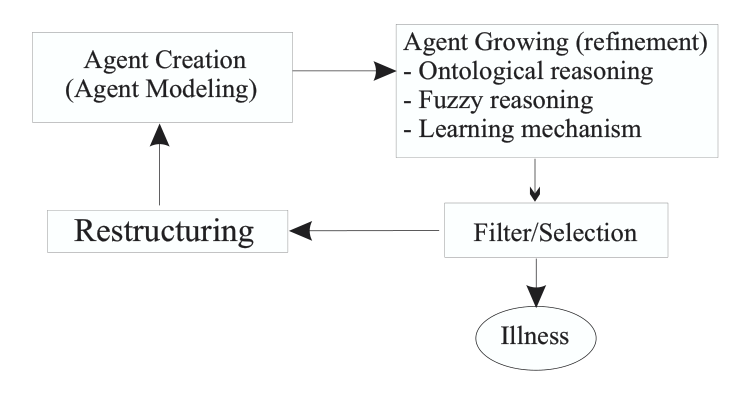 Agent Creation
(Agent Modeling)
Agent Growing (refinement)
- Ontological reasoning
- Fuzzy reasoning
- Learning mechanism
Restructuring
Filter/Selection
Illness